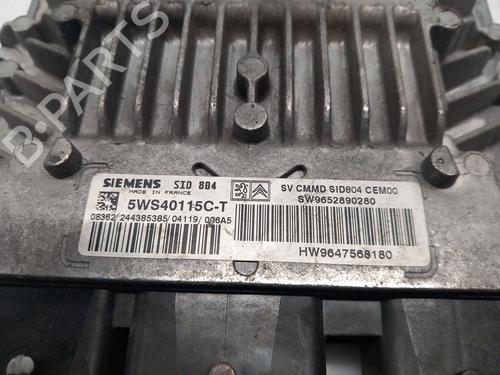 B-PARTS
SIEMENS SID 804
MADE IN FRANCE
5WS40115C-T
08362/244385385/04119/006A5
SV CMMD SID804 CEM00
SW9652890280
HW9647568180